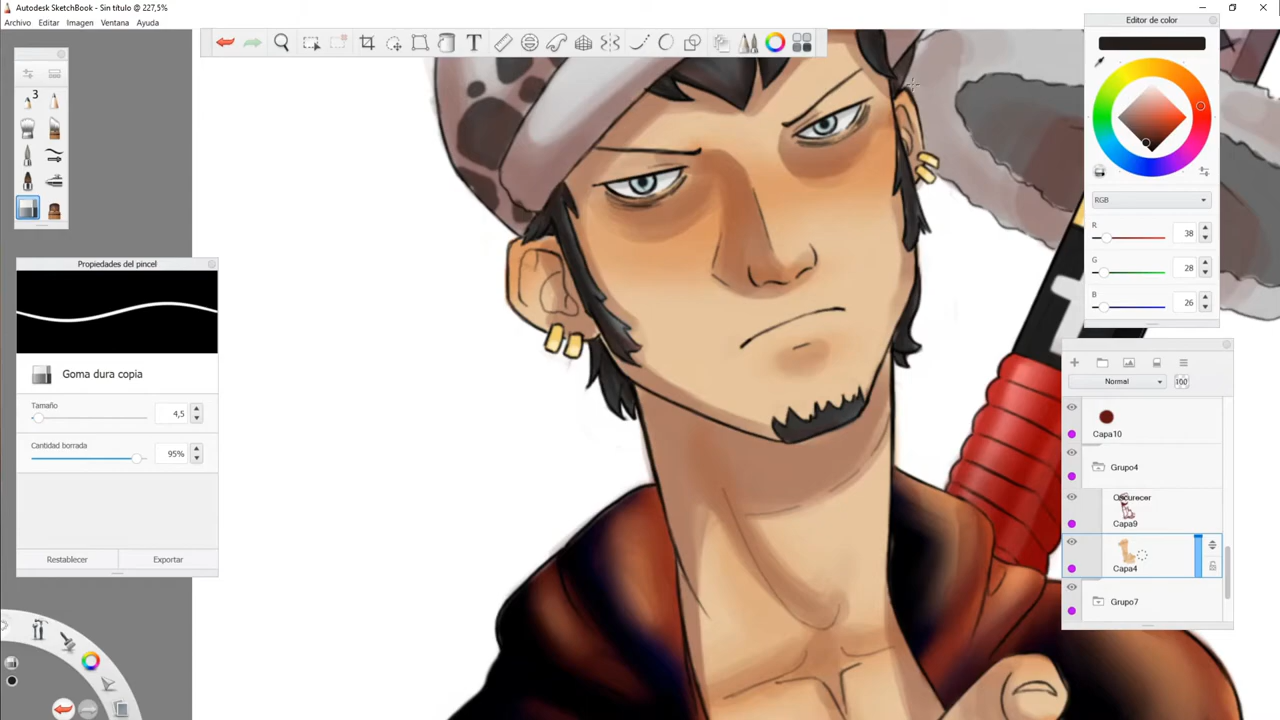 Autodesk SketchBook - Sin título @ 227,5%
Archivo Editar Imagen Ventana Ayuda
Editor de color
3
RGB
R 38
G 28
B 26
Propiedades del pincel
Goma dura copia
Tamaño
4,5
Cantidad borrada
95%
Restablecer Exportar
Normal 100
Capa10
Grupo4
Oscurecer
Capa9
Capa4
Grupo7